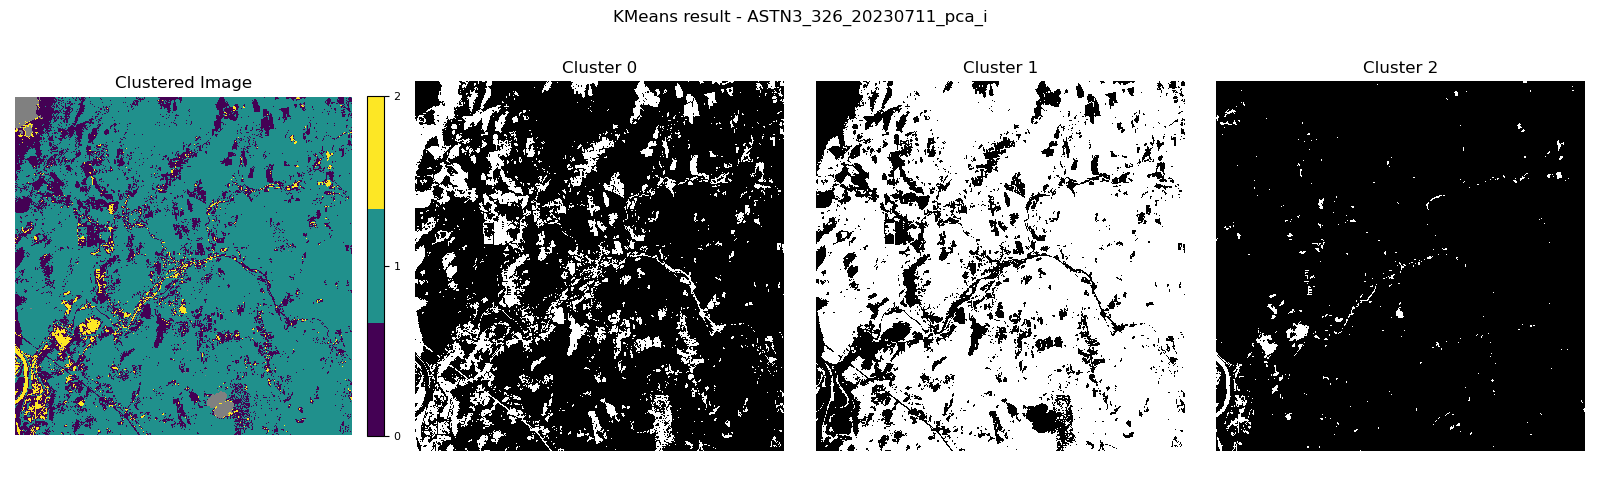 KMeans result - ASTN3_326_20230711_pca_i
Clustered Image
Cluster 0
Cluster 1
Cluster 2
2
1
0